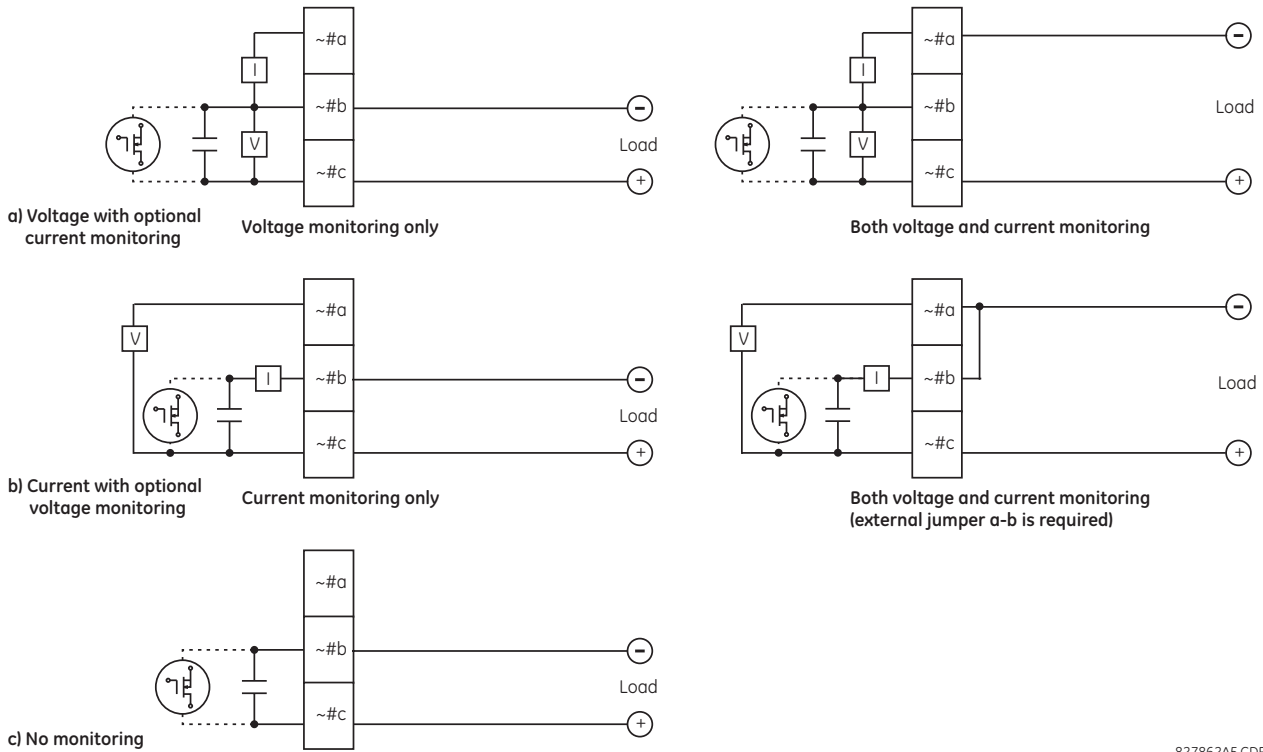 ~#a
I
~#b
−
V
Load
~#c
+
a) Voltage with optional
current monitoring
Voltage monitoring only
~#a
−
I
~#b
Load
V
~#c
+
Both voltage and current monitoring
~#a
V
I
~#b
−
Load
~#c
+
b) Current with optional
voltage monitoring
Current monitoring only
~#a
−
V
I
~#b
Load
~#c
+
Both voltage and current monitoring
(external jumper a-b is required)
~#a
~#b
−
Load
~#c
+
c) No monitoring